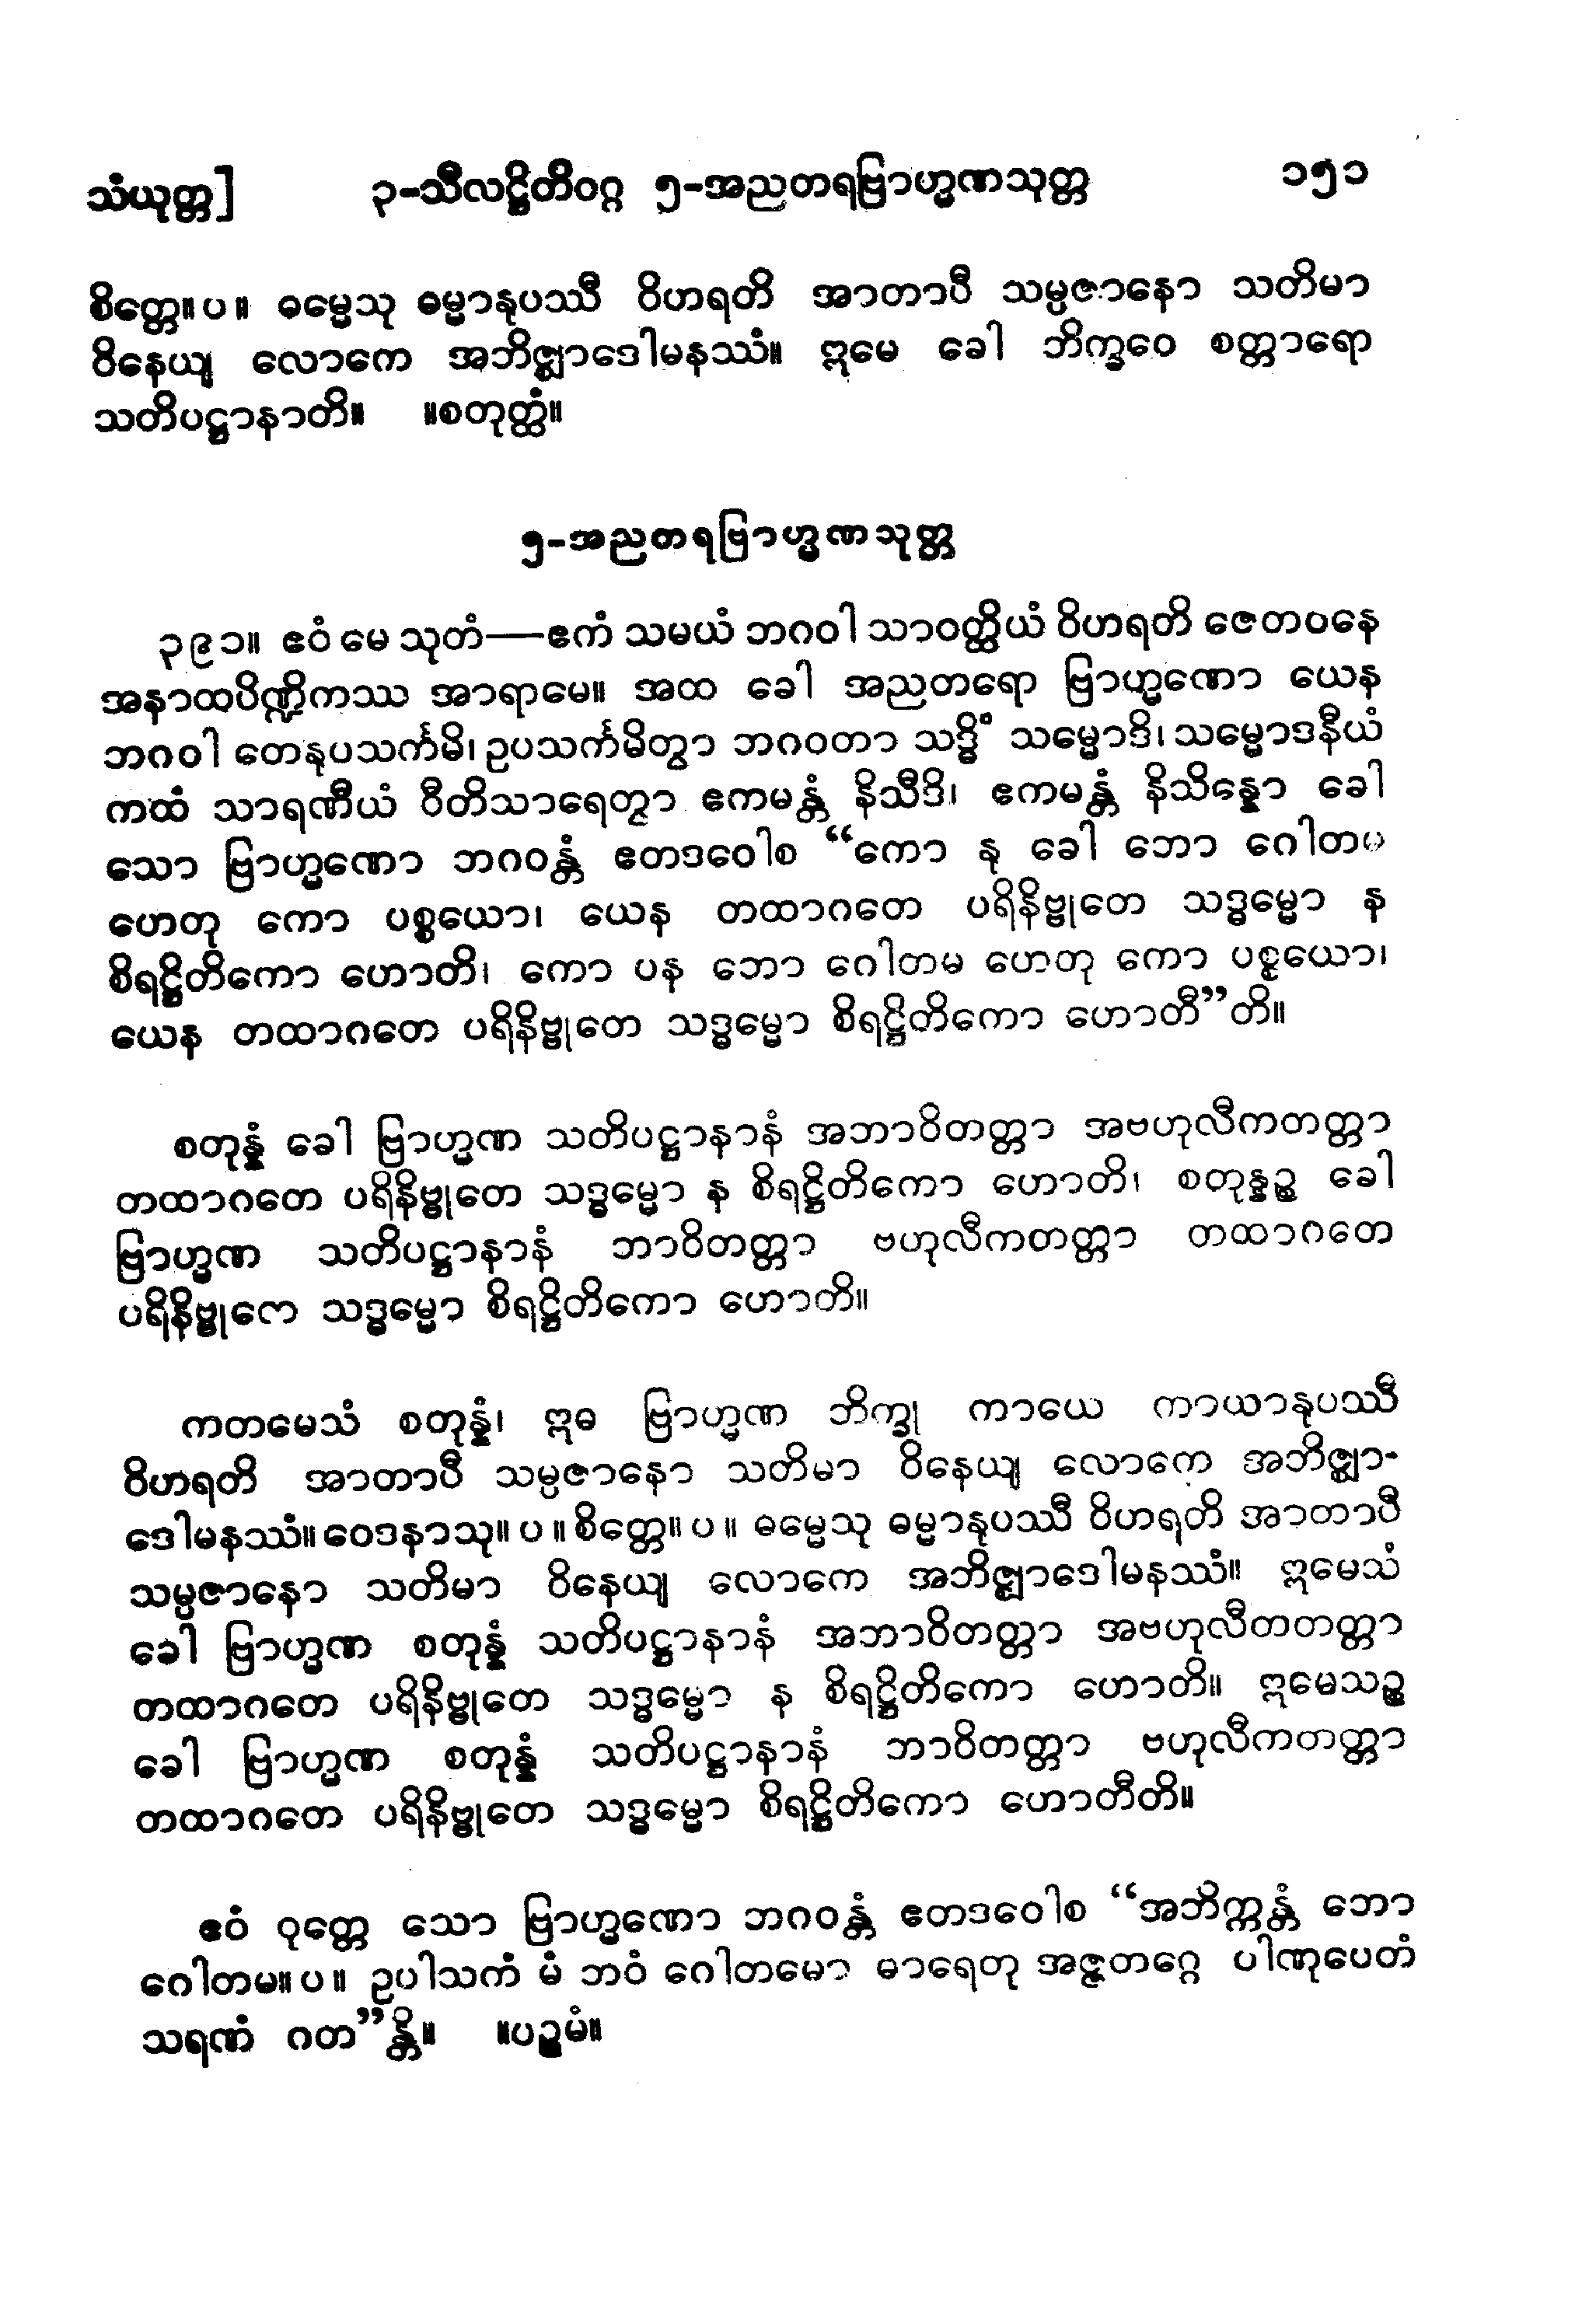 သံယုတ္တ] ၃-သီလဋ္ဌိတိဝဂ္ဂ ၅-အညတရဗြာဟ္မဏသုတ္တ ၁၅၁
စိတ္တေ။ပ။ ဓမ္မေသု ဓမ္မာနုပဿီ ဝိဟရတိ အာတာပီ သမ္ပဇာနော သတိမာ
ဝိနေယျ လောကေ အဘိဇ္ဈာဒေါမနဿံ။ ဣမေ ခေါ ဘိက္ခဝေ စတ္တာရော
သတိပဋ္ဌာနာတိ။ ။စတုတ္ထံ။
၅-အညတရဗြာဟ္မဏသုတ္တ
၃၉၁။ ဧဝံ မေ သုတံ—ဧကံ သမယံ ဘဂဝါ သာဝတ္ထိယံ ဝိဟရတိ ဇေတဝနေ
အနာထပိဏ္ဍိကဿ အာရာမေ။ အထ ခေါ အညတရော ဗြာဟ္မဏော ယေန
ဘဂဝါ တေနုပသင်္ကမိ၊ ဥပသင်္ကမိတွာ ဘဂဝတာ သဒ္ဓိံ သမ္မောဒိ၊ သမ္မောဒနီယံ
ကထံ သာရဏီယံ ဝီတိသာရေတွာ ဧကမန္တံ နိသီဒိ၊ ဧကမန္တံ နိသိန္နော ခေါ
သော ဗြာဟ္မဏော ဘဂဝန္တံ ဧတဒဝေါစ “ကော နု ခေါ ဘော ဂေါတမ
ဟေတု ကော ပစ္စယော၊ ယေန တထာဂတေ ပရိနိဗ္ဗုတေ သဒ္ဓမ္မော န
စိရဋ္ဌိတိကော ဟောတိ၊ ကော ပန ဘော ဂေါတမ ဟေတု ကော ပစ္စယော၊
ယေန တထာဂတေ ပရိနိဗ္ဗုတေ သဒ္ဓမ္မော စိရဋ္ဌိတိကော ဟောတီ”တိ။
စတုန္နံ ခေါ ဗြာဟ္မဏ သတိပဋ္ဌာနာနံ အဘာဝိတတ္တာ အဗဟုလီကတတ္တာ
တထာဂတေ ပရိနိဗ္ဗုတေ သဒ္ဓမ္မော န စိရဋ္ဌိတိကော ဟောတိ၊ စတုန္နဉ္စ ခေါ
ဗြာဟ္မဏ သတိပဋ္ဌာနာနံ ဘာဝိတတ္တာ ဗဟုလီကတတ္တာ တထာဂတေ
ပရိနိဗ္ဗုတေ သဒ္ဓမ္မော စိရဋ္ဌိတိကော ဟောတိ။
ကတမေသံ စတုန္နံ၊ ဣဓ ဗြာဟ္မဏ ဘိက္ခု ကာယေ ကာယာနုပဿီ
ဝိဟရတိ အာတာပီ သမ္ပဇာနော သတိမာ ဝိနေယျ လောကေ အဘိဇ္ဈာ-
ဒေါမနဿံ။ ဝေဒနာသု။ ပ ။ စိတ္တေ။ ပ ။ ဓမ္မေသု ဓမ္မာနုပဿီ ဝိဟရတိ အာတာပီ
သမ္ပဇာနော သတိမာ ဝိနေယျ လောကေ အဘိဇ္ဈာဒေါမနဿံ။ ဣမေသံ
ခေါ ဗြာဟ္မဏ စတုန္နံ သတိပဋ္ဌာနာနံ အဘာဝိတတ္တာ အဗဟုလီကတတ္တာ
တထာဂတေ ပရိနိဗ္ဗုတေ သဒ္ဓမ္မော န စိရဋ္ဌိတိကော ဟောတိ။ ဣမေသဉ္စ
ခေါ ဗြာဟ္မဏ စတုန္နံ သတိပဋ္ဌာနာနံ ဘာဝိတတ္တာ ဗဟုလီကတတ္တာ
တထာဂတေ ပရိနိဗ္ဗုတေ သဒ္ဓမ္မော စိရဋ္ဌိတိကော ဟောတီတိ။
ဧဝံ ဝုတ္တေ သော ဗြာဟ္မဏော ဘဂဝန္တံ ဧတဒဝေါစ “အဘိက္ကန္တံ ဘော
ဂေါတမ။ ပ ။ ဥပါသကံ မံ ဘဝံ ဂေါတမော ဓာရေတု အဇ္ဇတဂ္ဂေ ပါဏုပေတံ
သရဏံ ဂတ”န္တိ။ ။ပဉ္စမံ။